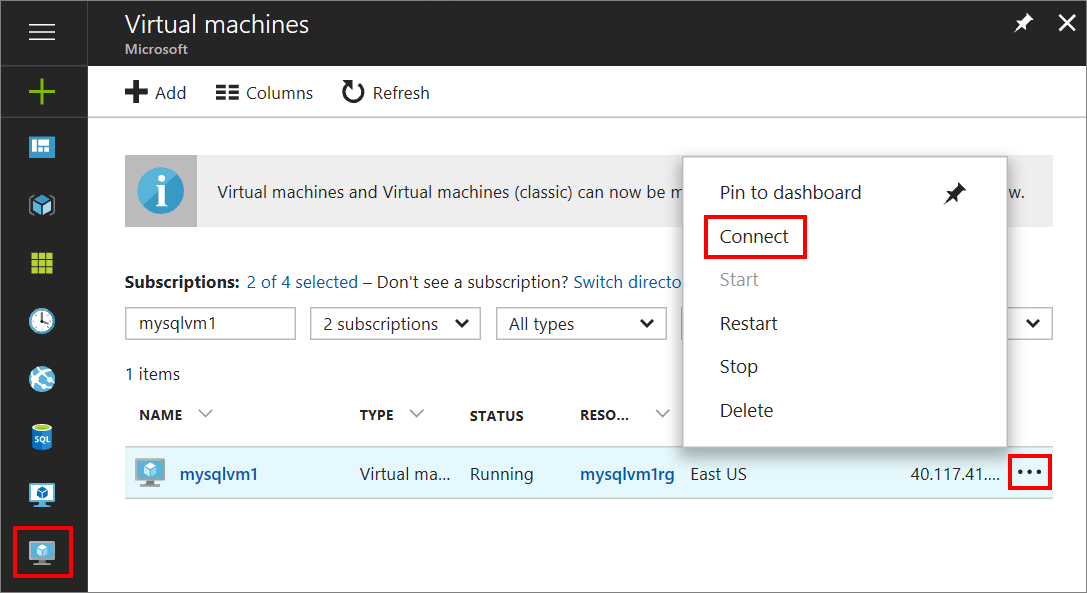 Virtual machines
Microsoft
Add Columns Refresh
Virtual machines and Virtual machines (classic) can now be m
w.
Pin to dashboard
Connect
Start
Restart
Stop
Delete
Subscriptions: 2 of 4 selected – Don't see a subscription? Switch directo
mysqlvm1 2 subscriptions All types
1 items
NAME TYPE STATUS RESO...
SQL
mysqlvm1 Virtual ma... Running mysqlvm1rg East US 40.117.41.... ...